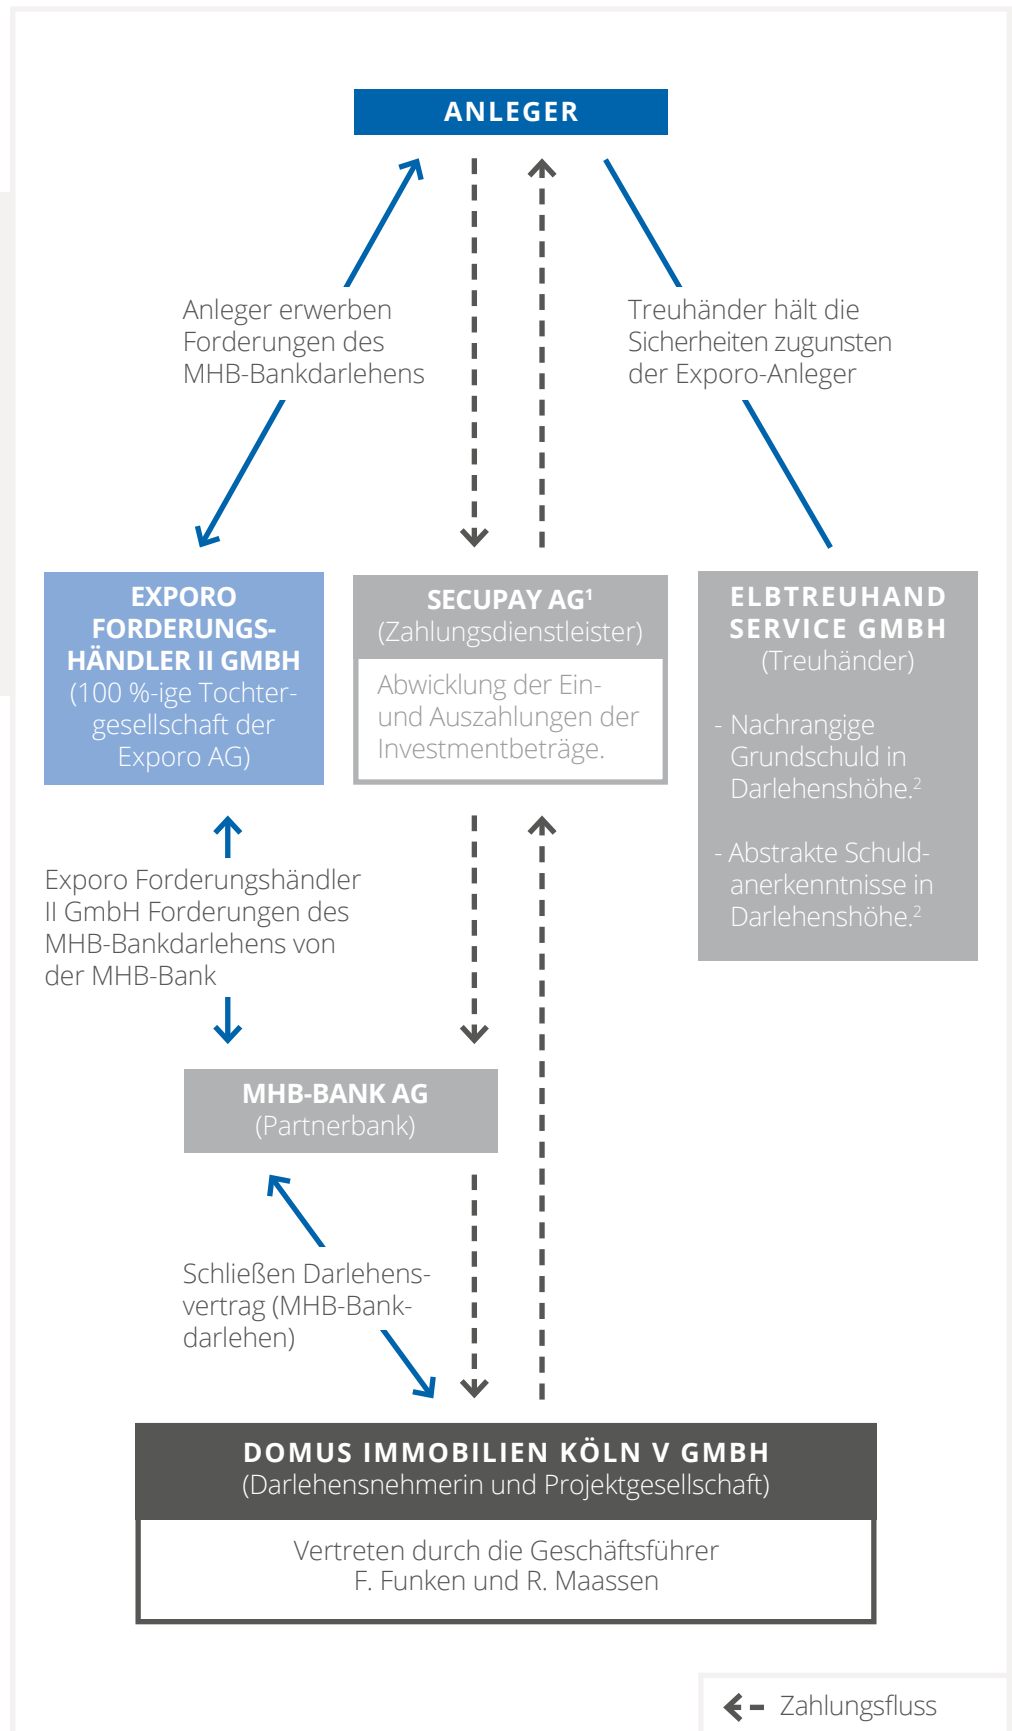 ANLEGER
Anleger erwerben
Forderungen des
MHB-Bankdarlehens
Treuhänder hält die
Sicherheiten zugunsten
der Exporo-Anleger
EXPORO
FORDERUNGS-
HÄNDLER II GMBH
(100 %-ige Tochter-
gesellschaft der
Exporo AG)
SECUPAY AG¹
(Zahlungsdienstleister)
Abwicklung der Ein-
und Auszahlungen der
Investmentbeträge.
ELBTREUHAND
SERVICE GMBH
(Treuhänder)
- Nachrangige
Grundschuld in
Darlehenshöhe.²
- Abstrakte Schuld-
anerkenntnisse in
Darlehenshöhe.²
Exporo Forderungshändler
II GmbH Forderungen des
MHB-Bankdarlehens von
der MHB-Bank
MHB-BANK AG
(Partnerbank)
Schließen Darlehens-
vertrag (MHB-Bank-
darlehen)
DOMUS IMMOBILIEN KÖLN V GMBH
(Darlehensnehmerin und Projektgesellschaft)
Vertreten durch die Geschäftsführer
F. Funken und R. Maassen
Zahlungsfluss